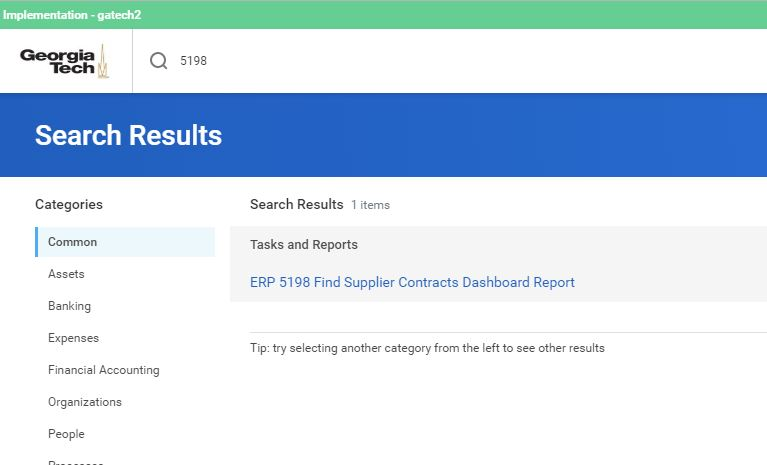 Implementation - gatech2
Georgia
Tech
5198
Search Results
Categories
Common
Assets
Banking
Expenses
Financial Accounting
Organizations
People
Processes
Search Results 1 items
Tasks and Reports
ERP 5198 Find Supplier Contracts Dashboard Report
Tip: try selecting another category from the left to see other results